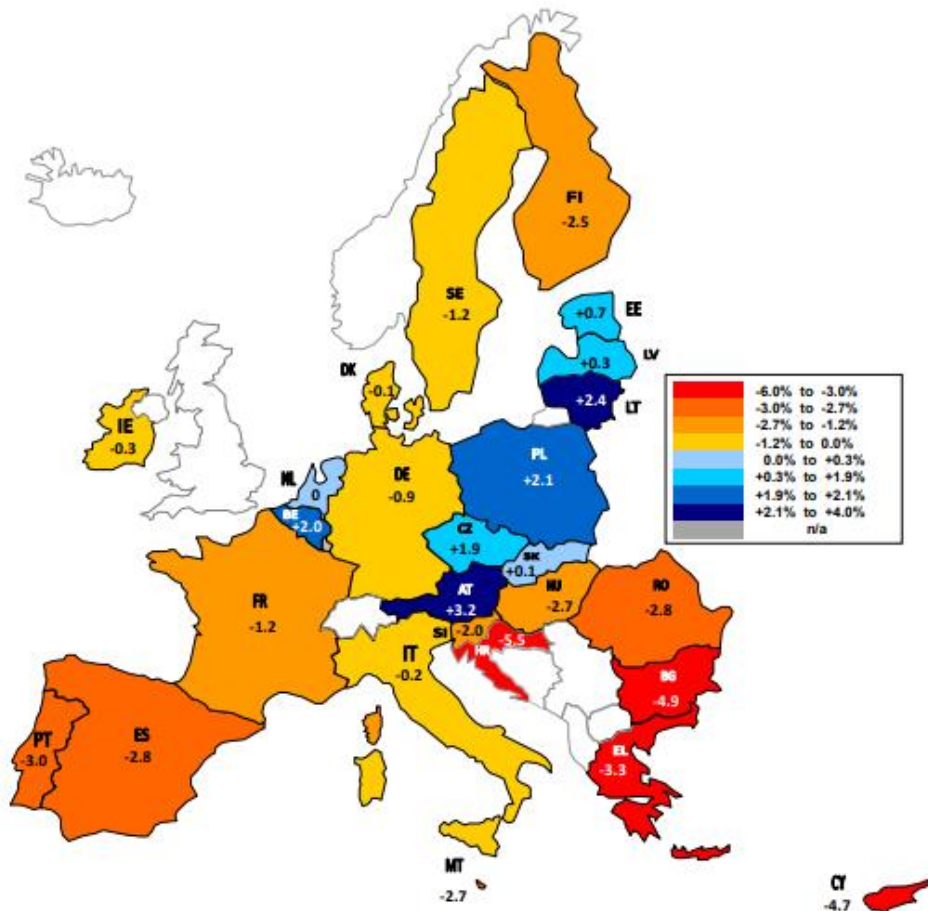 FI
-2.5
SE
-1.2
+0.7
EE
DK
-0.1
+0.3
LV
+2.4
LT
IE
-0.3
NL
0
DE
-0.9
PL
+2.1
BE
+2.0
CZ
+1.9
SK
+0.1
AT
+3.2
HU
-2.7
RO
-2.8
FR
-1.2
SI
-2.0
-5.5
HR
IT
-0.2
BG
-4.9
PT
-3.0
ES
-2.8
EL
-3.3
MT
-2.7
CY
-4.7
-6.0% to -3.0%
-3.0% to -2.7%
-2.7% to -1.2%
-1.2% to 0.0%
0.0% to +0.3%
+0.3% to +1.9%
+1.9% to +2.1%
+2.1% to +4.0%
n/a